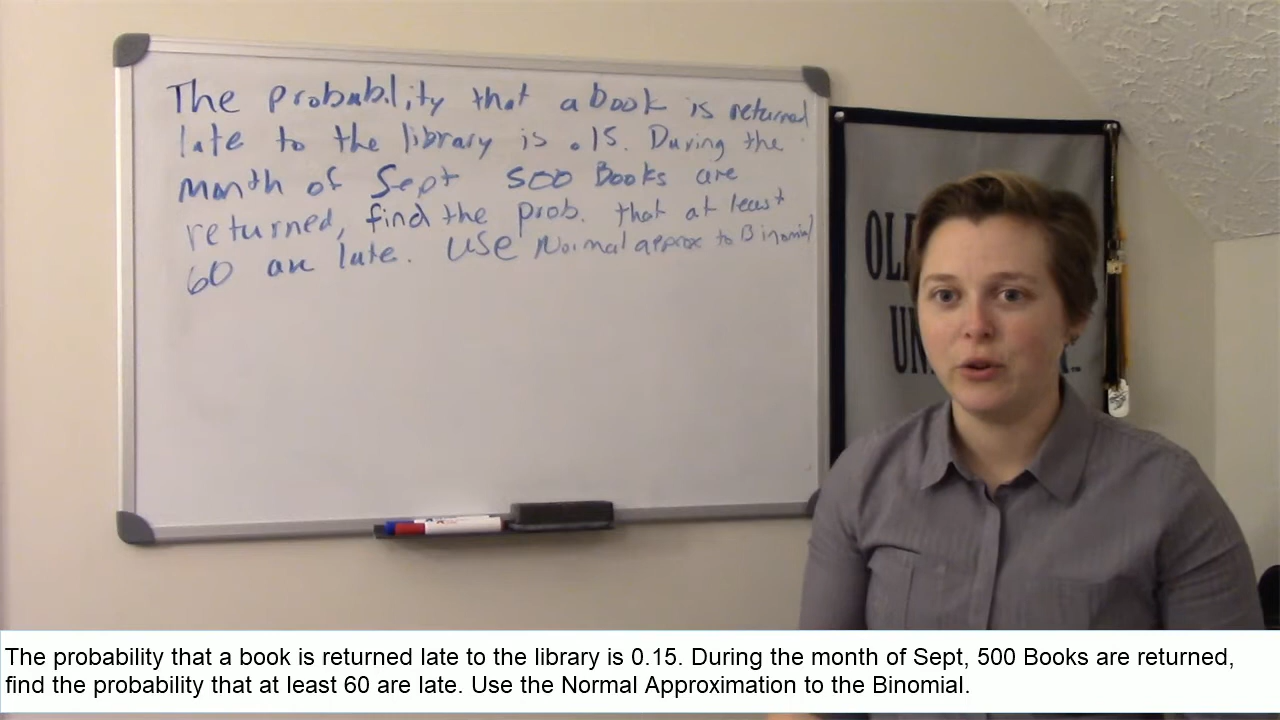 The probability that a book is returned
late to the library is .15. During the
month of Sept 500 Books are
returned, find the prob. that at least
60 are late. Use Normal approx to Binomial
OL
UN
The probability that a book is returned late to the library is 0.15. During the month of Sept, 500 Books are returned,
find the probability that at least 60 are late. Use the Normal Approximation to the Binomial.